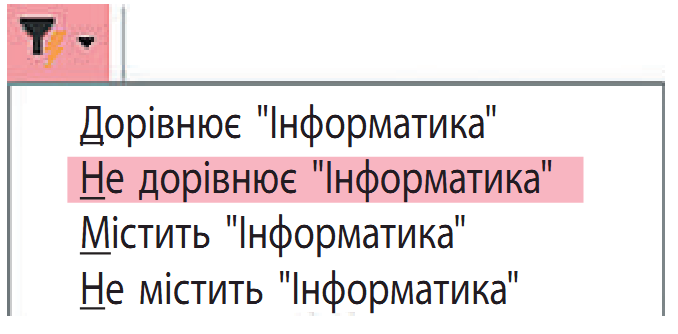 Дорівнює "Інформатика"
Не дорівнює "Інформатика"
Містить "Інформатика"
Не містить "Інформатика"